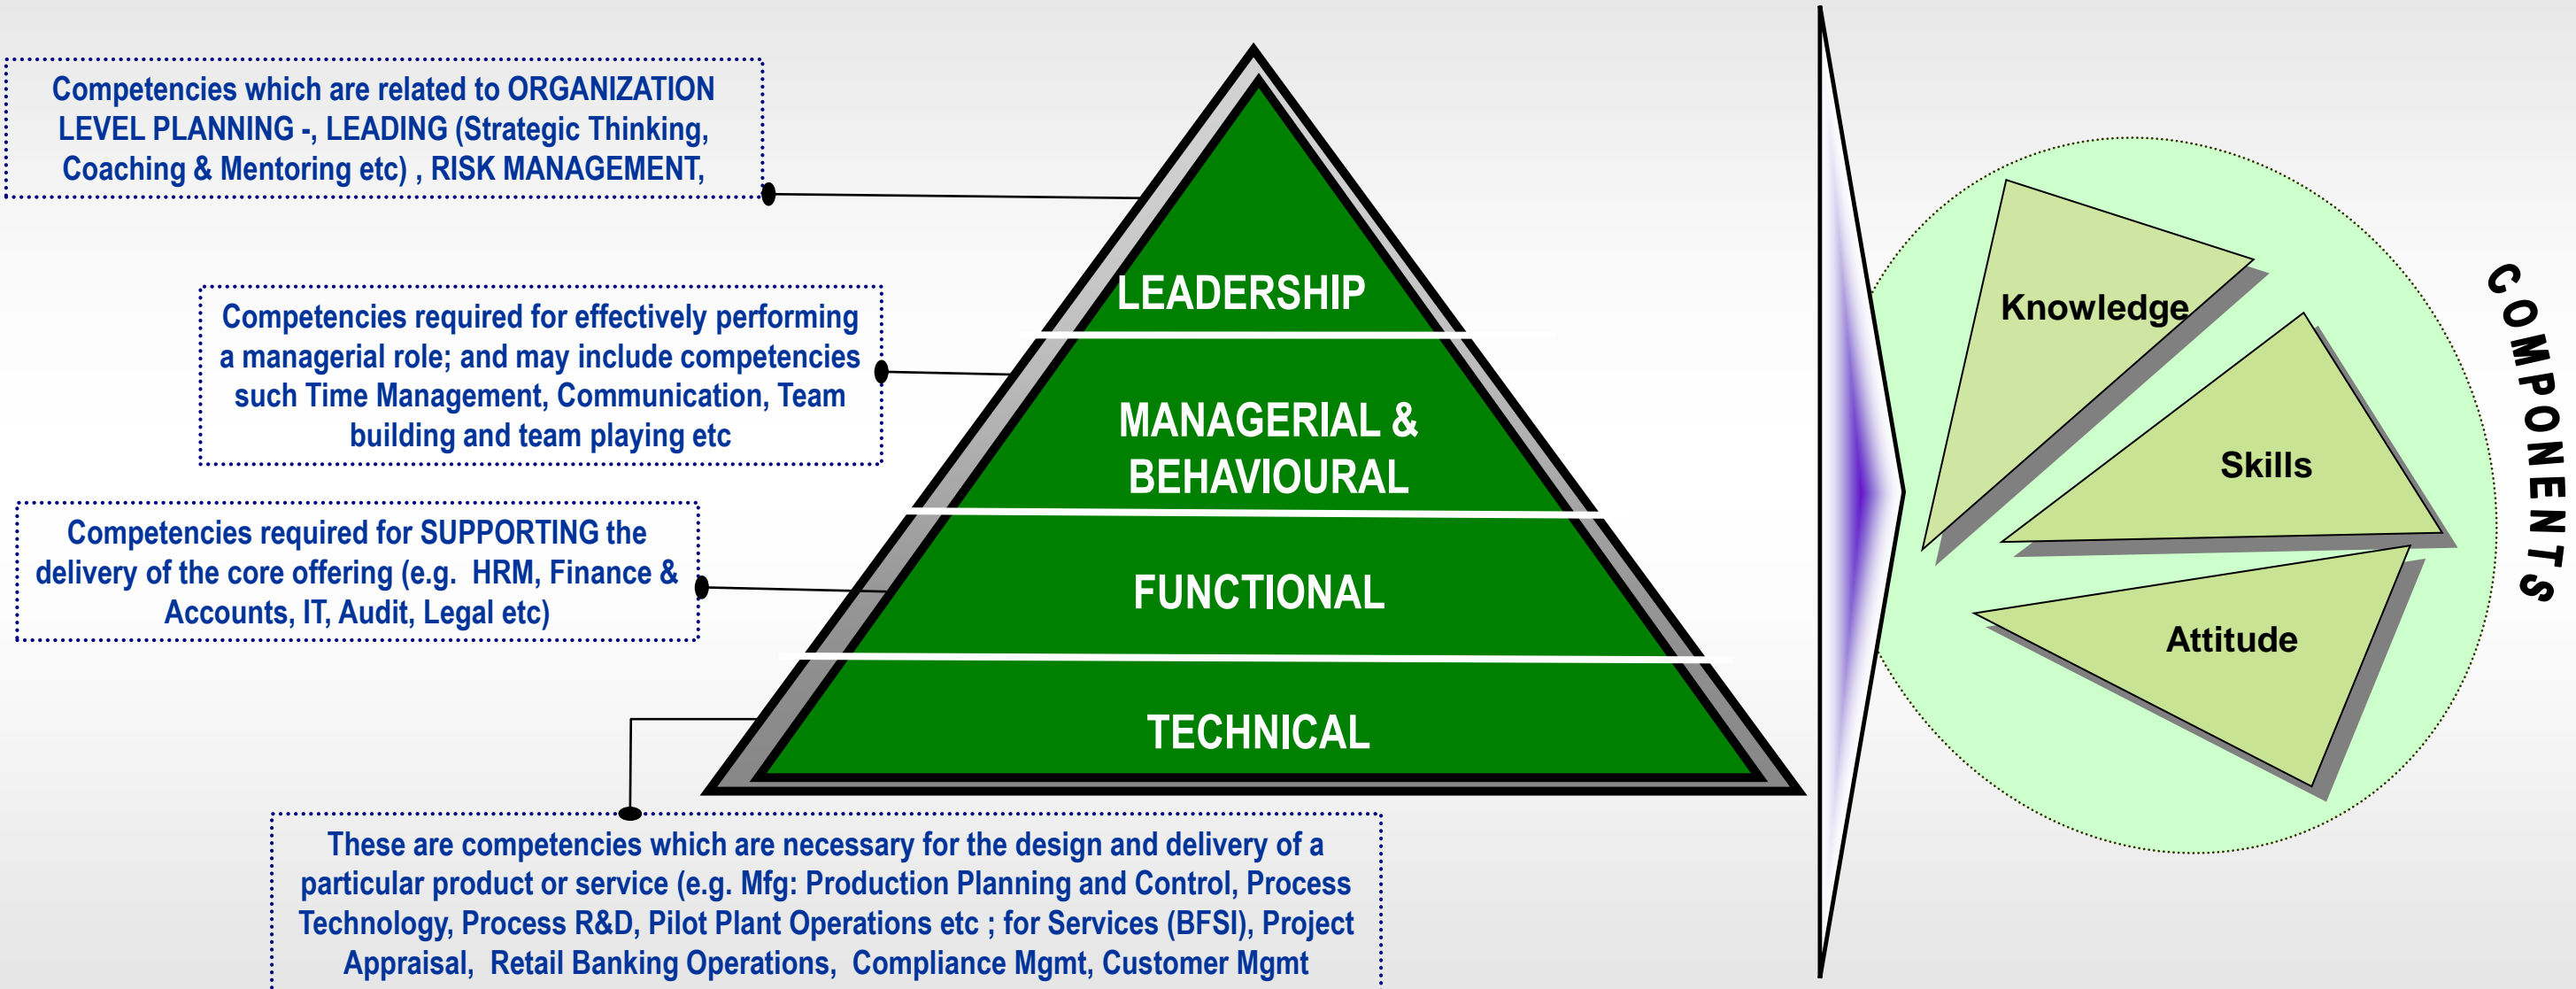 Competencies which are related to ORGANIZATION
LEVEL PLANNING -, LEADING (Strategic Thinking,
Coaching & Mentoring etc) , RISK MANAGEMENT,
Competencies required for effectively performing
a managerial role; and may include competencies
such Time Management, Communication, Team
building and team playing etc
Competencies required for SUPPORTING the
delivery of the core offering (e.g. HRM, Finance &
Accounts, IT, Audit, Legal etc)
These are competencies which are necessary for the design and delivery of a
particular product or service (e.g. Mfg: Production Planning and Control, Process
Technology, Process R&D, Pilot Plant Operations etc ; for Services (BFSI), Project
Appraisal, Retail Banking Operations, Compliance Mgmt, Customer Mgmt
LEADERSHIP
MANAGERIAL &
BEHAVIOURAL
FUNCTIONAL
TECHNICAL
Knowledge
Skills
Attitude
COMPONENTS